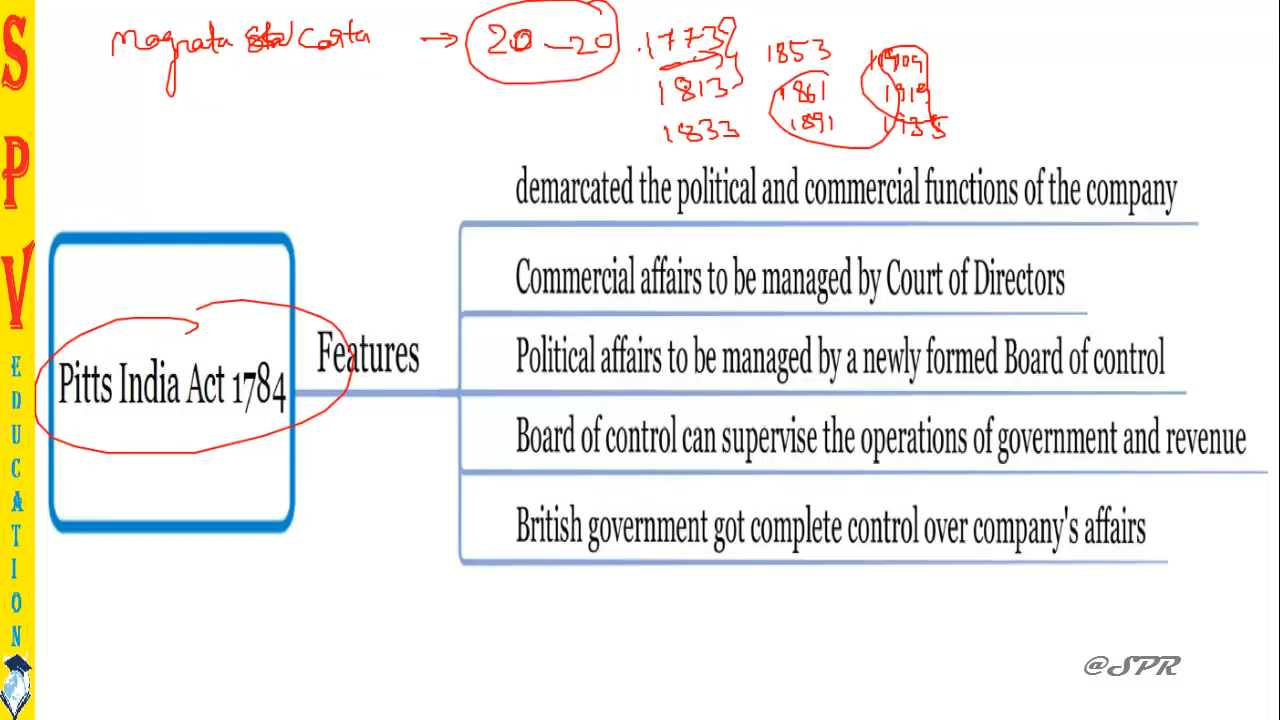 SPV EDUCATION
Magnata Carta → 20 - 20
1773
1813
1833
1853
1861
1891
1909
1919
1935
demarcated the political and commercial functions of the company
Commercial affairs to be managed by Court of Directors
Pitts India Act 1784
Features
Political affairs to be managed by a newly formed Board of control
Board of control can supervise the operations of government and revenue
British government got complete control over company's affairs
@SPR